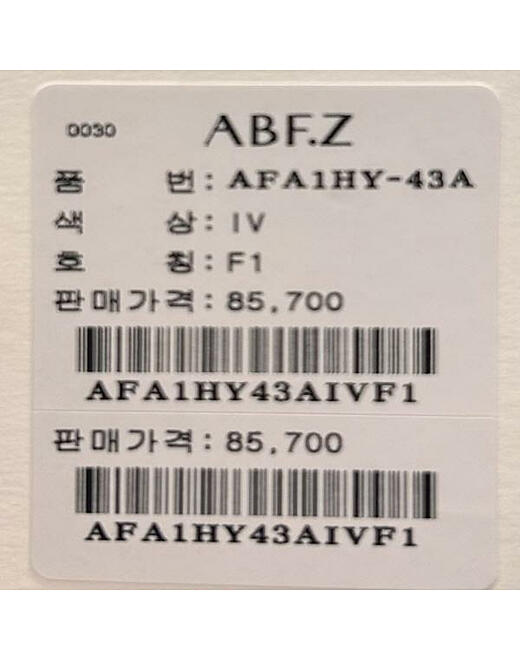 0030 ABF.Z
품 번 : AFA1HY-43A
색 상 : IV
호 칭 : F1
판매가격 : 85,700
AFA1HY43AIVF1
판매가격 : 85,700
AFA1HY43AIVF1